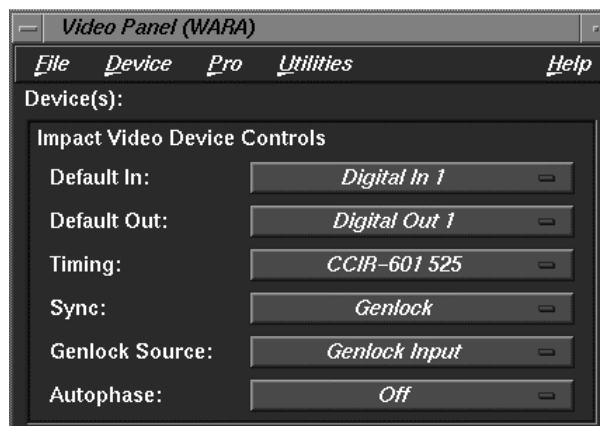 Video Panel (WARA)
File Device Pro Utilities Help
Device(s):
Impact Video Device Controls
Default In: Digital In 1
Default Out: Digital Out 1
Timing: CCIR-601 525
Sync: Genlock
Genlock Source: Genlock Input
Autophase: Off